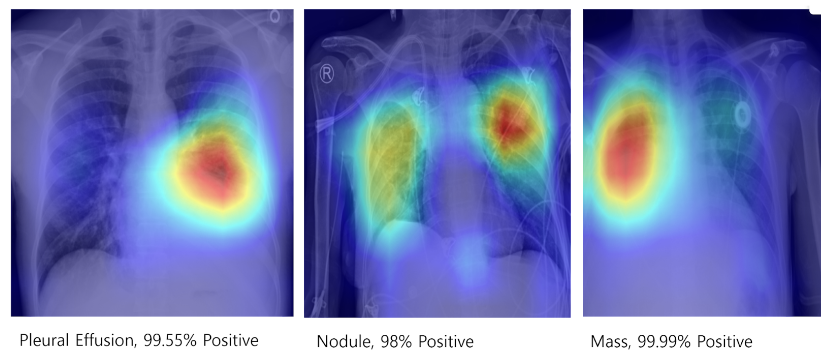 R
Pleural Effusion, 99.55% Positive
Nodule, 98% Positive
Mass, 99.99% Positive